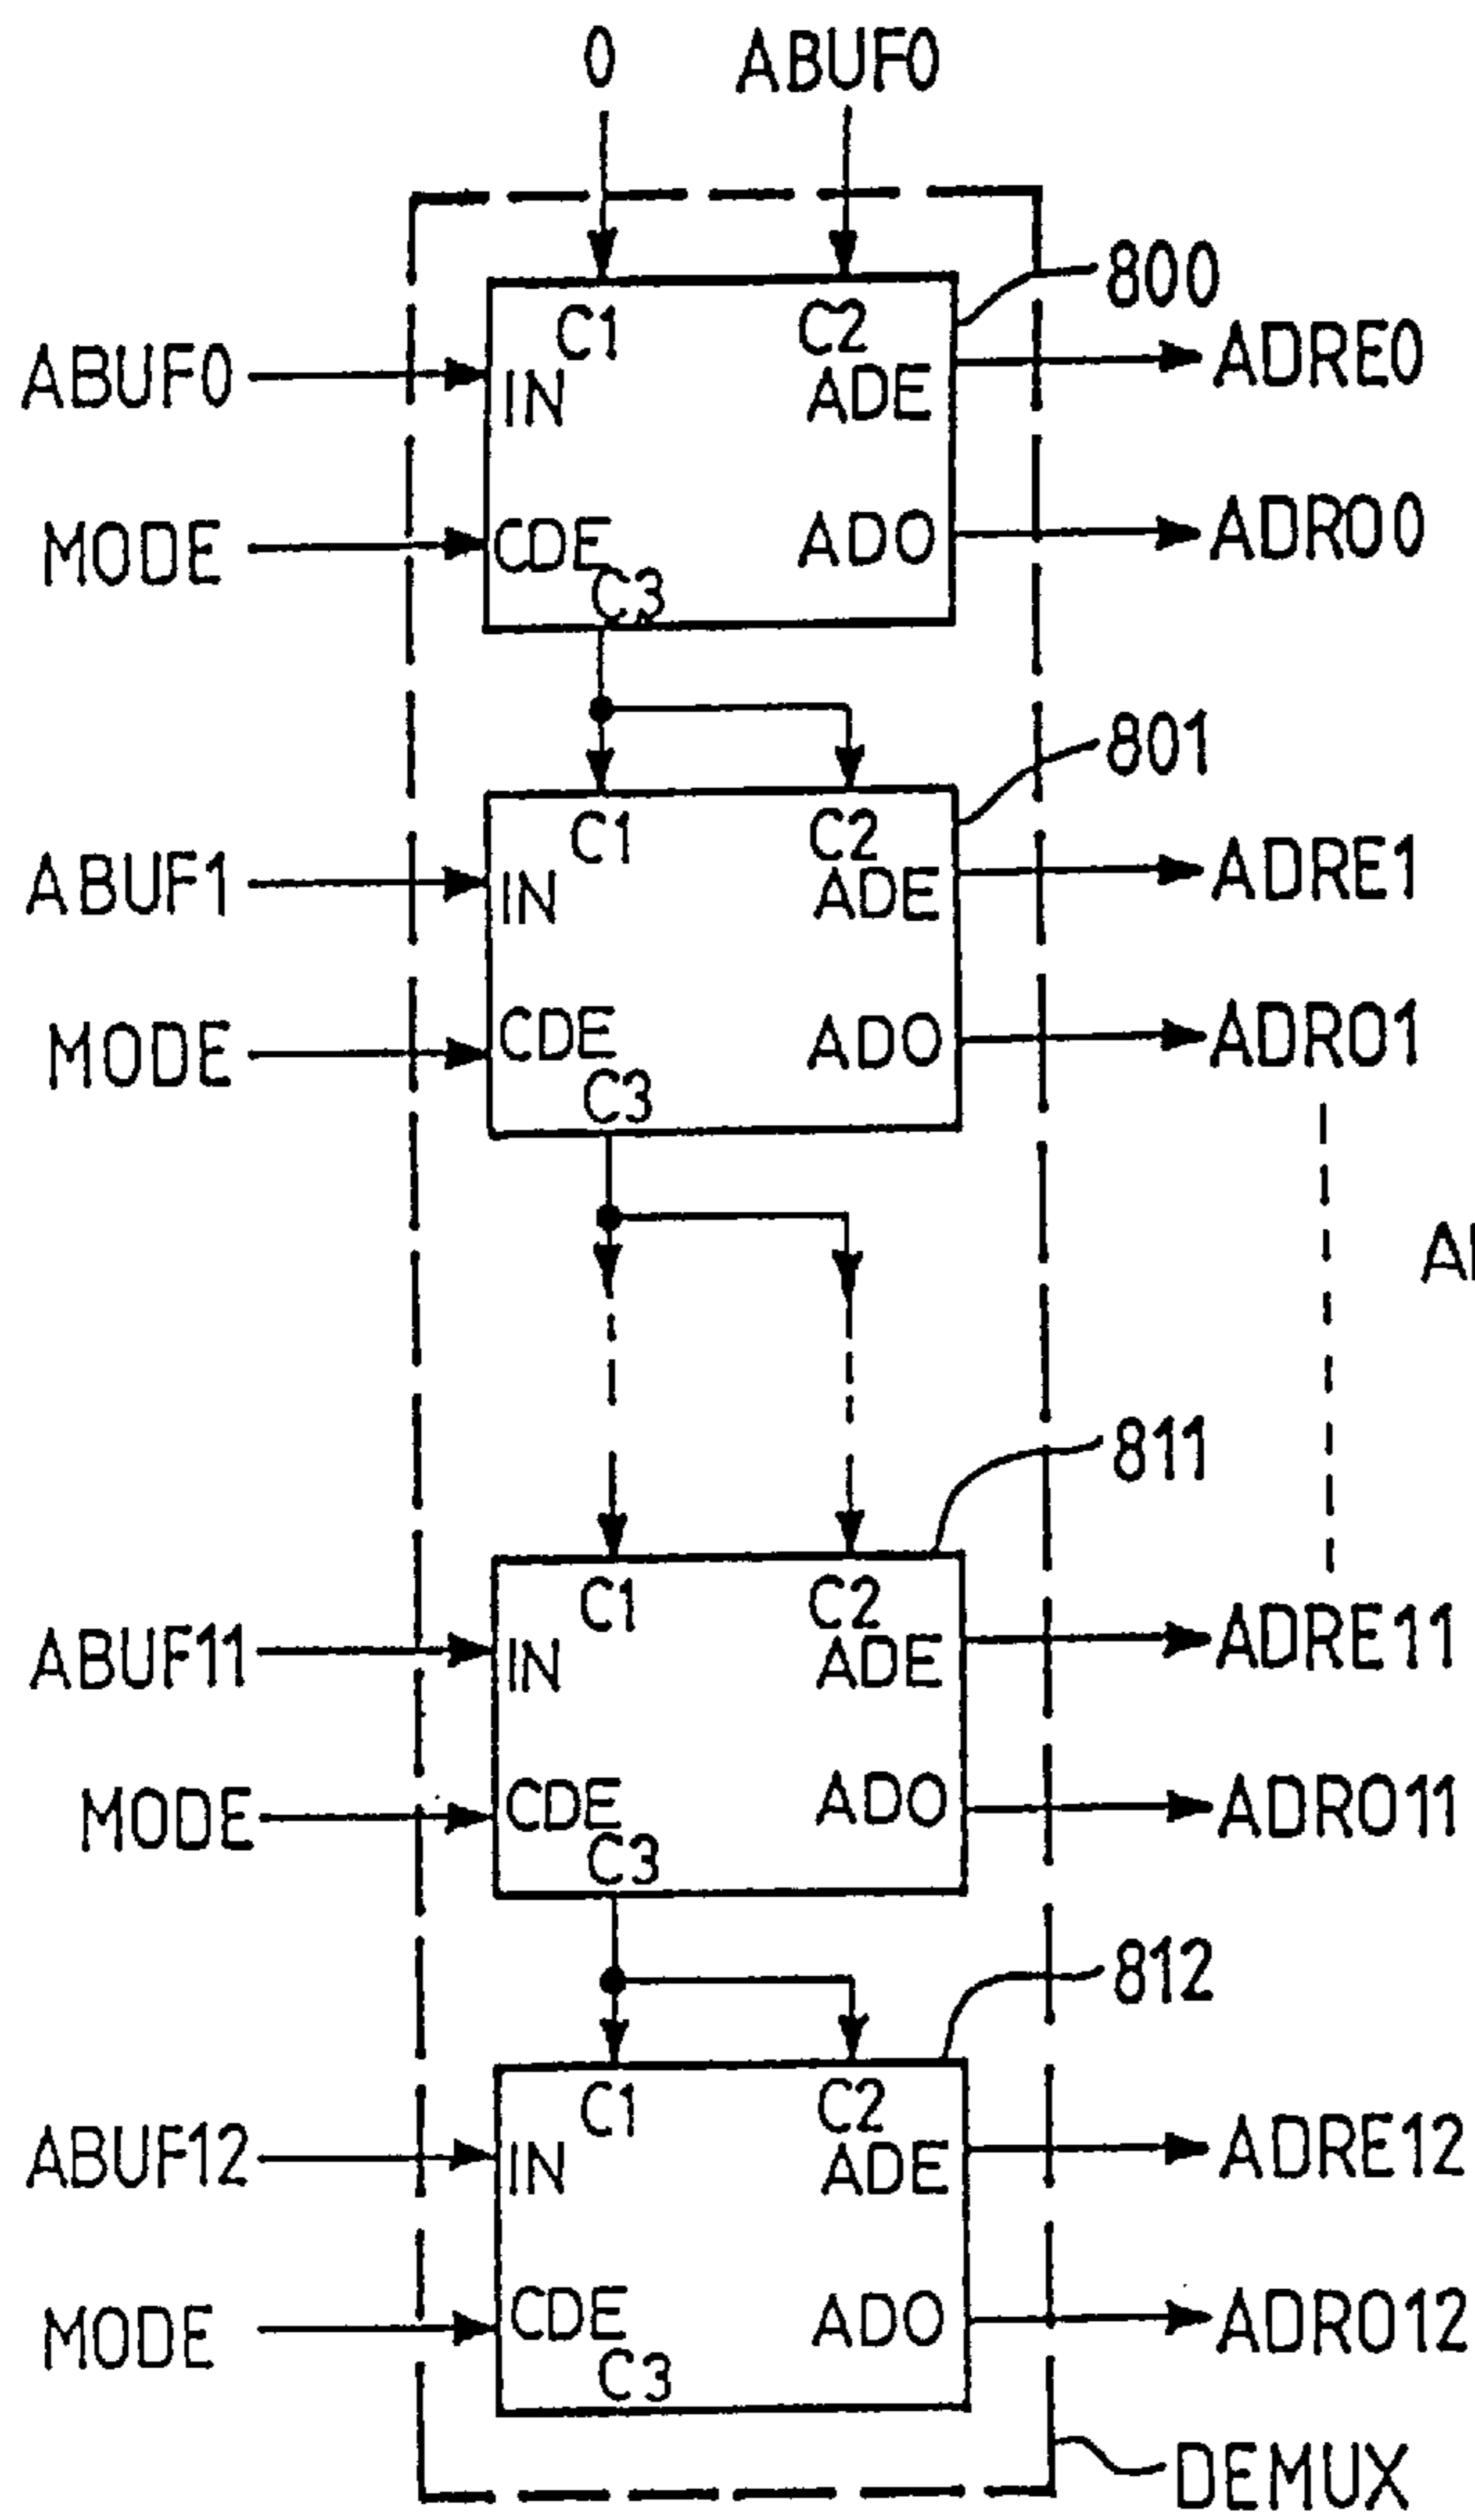 0 ABUF0
800
C1 C2
ABUF0 IN ADE ADRE0
MODE CDE ADO ADRO0
C3
801
C1 C2
ABUF1 IN ADE ADRE1
MODE CDE ADO ADRO1
C3
811
C1 C2
ABUF11 IN ADE ADRE11
MODE CDE ADO ADRO11
C3
812
C1 C2
ABUF12 IN ADE ADRE12
MODE CDE ADO ADRO12
C3
DEMUX